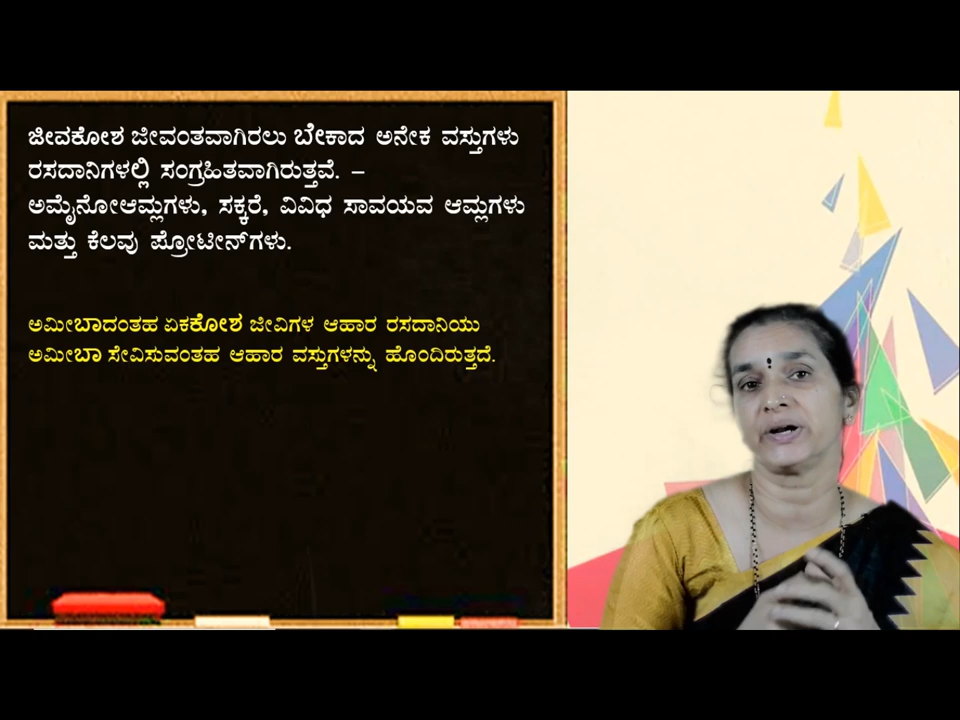 ಜೀವಕೋಶ ಜೀವಂತವಾಗಿರಲು ಬೇಕಾದ ಅನೇಕ ವಸ್ತುಗಳು
ರಸದಾನಿಗಳಲ್ಲಿ ಸಂಗ್ರಹಿತವಾಗಿರುತ್ತವೆ. –
ಅಮೈನೋಆಮ್ಲಗಳು, ಸಕ್ಕರೆ, ವಿವಿಧ ಸಾವಯವ ಆಮ್ಲಗಳು
ಮತ್ತು ಕೆಲವು ಪ್ರೋಟೀನ್‌ಗಳು.
ಅಮೀಬಾದಂತಹ ಏಕಕೋಶ ಜೀವಿಗಳ ಆಹಾರ ರಸದಾನಿಯು
ಅಮೀಬಾ ಸೇವಿಸುವಂತಹ ಆಹಾರ ವಸ್ತುಗಳನ್ನು ಹೊಂದಿರುತ್ತದೆ.